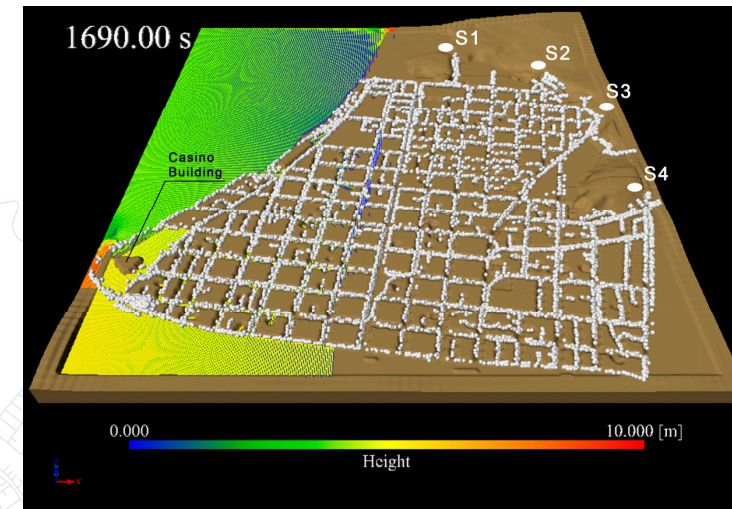 1690.00 s
S1
S2
S3
S4
Casino
Building
0.000
10.000 [m]
Height
x